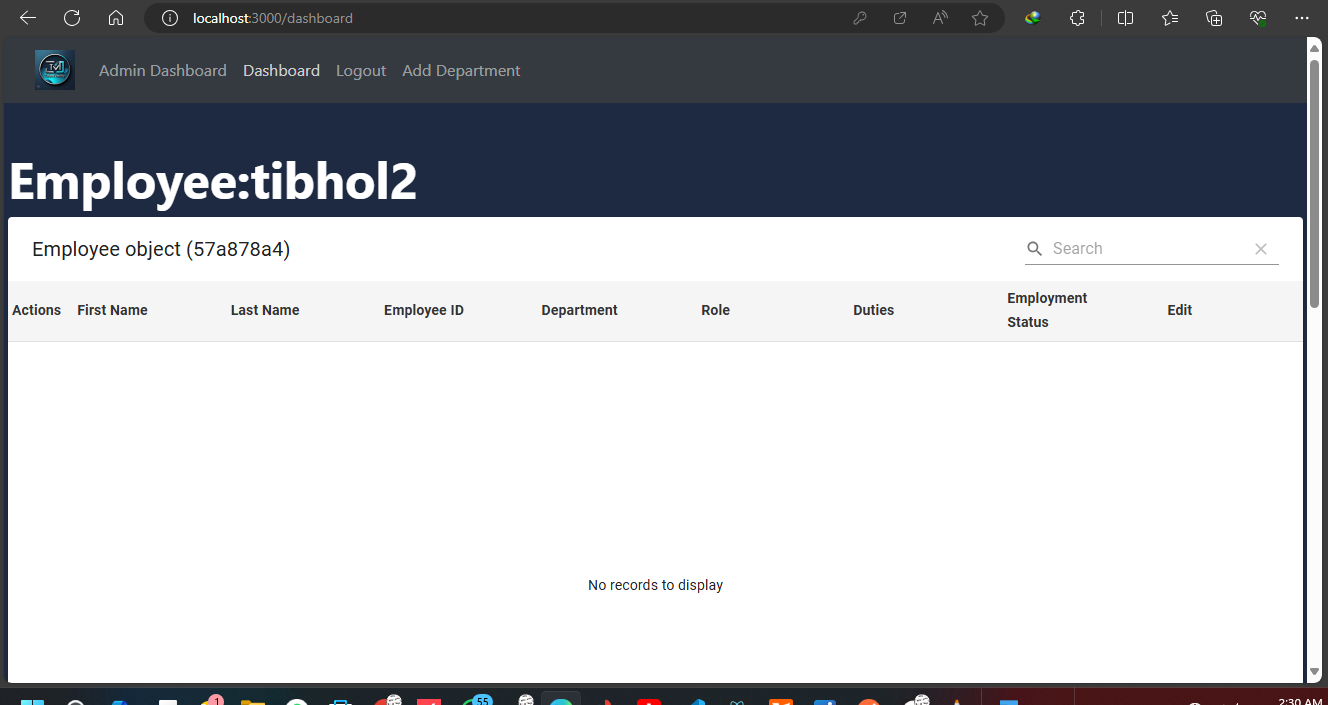 localhost:3000/dashboard
Admin Dashboard Dashboard Logout Add Department
Employee:tibhol2
Employee object (57a878a4)
Search
Actions First Name Last Name Employee ID Department Role Duties Employment Status Edit
No records to display
1
55
2:30 AM